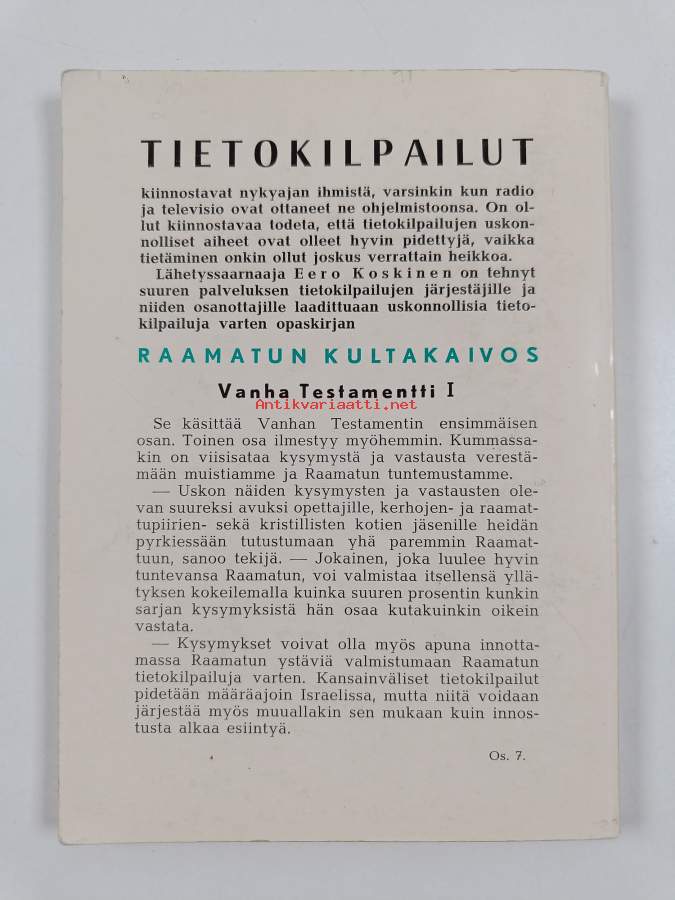 TIETOKILPAILUT
kiinnostavat nykyajan ihmistä, varsinkin kun radio
ja televisio ovat ottaneet ne ohjelmistoonsa. On ol-
lut kiinnostavaa todeta, että tietokilpailujen uskon-
nolliset aiheet ovat olleet hyvin pidettyjä, vaikka
tietäminen onkin ollut joskus verrattain heikkoa.
Lähetyssaarnaaja Eero Koskinen on tehnyt
suuren palveluksen tietokilpailujen järjestäjille ja
niiden osanottajille laadittuaan uskonnollisia tieto-
kilpailuja varten opaskirjan
RAAMATUN KULTAKAIVOS
Vanha Testamentti I
Antikvariaatti.net
Se käsittää Vanhan Testamentin ensimmäisen
osan. Toinen osa ilmestyy myöhemmin. Kummassa-
kin on viisisataa kysymystä ja vastausta verestä-
mään muistiamme ja Raamatun tuntemustamme.
— Uskon näiden kysymysten ja vastausten ole-
van suureksi avuksi opettajille, kerhojen- ja raamat-
tupiirien- sekä kristillisten kotien jäsenille heidän
pyrkiessään tutustumaan yhä paremmin Raamat-
tuun, sanoo tekijä. — Jokainen, joka luulee hyvin
tuntevansa Raamatun, voi valmistaa itsellensä yllä-
tyksen kokeilemalla kuinka suuren prosentin kunkin
sarjan kysymyksistä hän osaa kutakuinkin oikein
vastata.
— Kysymykset voivat olla myös apuna innotta-
massa Raamatun ystäviä valmistumaan Raamatun
tietokilpailuja varten. Kansainväliset tietokilpailut
pidetään määräajoin Israelissa, mutta niitä voidaan
järjestää myös muuallakin sen mukaan kuin innos-
tusta alkaa esiintyä.
Os. 7.